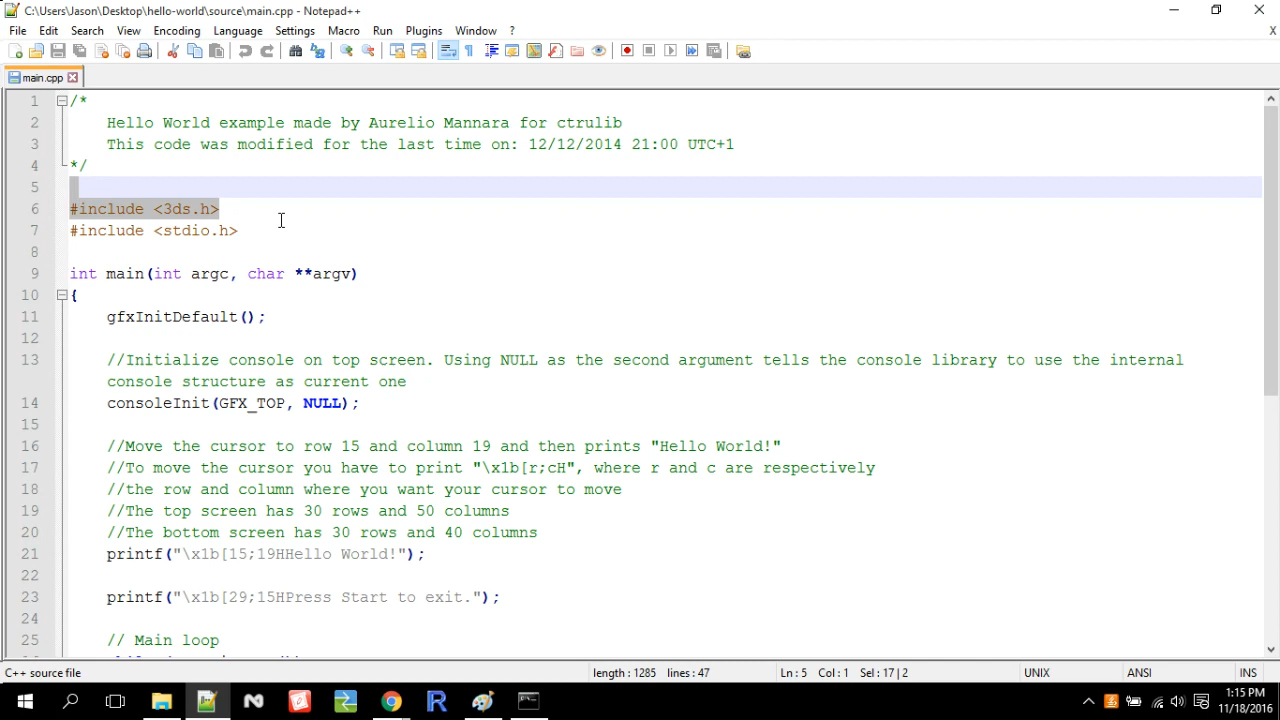 C:\Users\Jason\Desktop\hello-world\source\main.cpp - Notepad++
File Edit Search View Encoding Language Settings Macro Run Plugins Window ? X
main.cpp
1 /*
2 Hello World example made by Aurelio Mannara for ctrulib
3 This code was modified for the last time on: 12/12/2014 21:00 UTC+1
4 */
5
6 #include <3ds.h>
7 #include <stdio.h>
8
9 int main(int argc, char **argv)
10 {
11 gfxInitDefault();
12
13 //Initialize console on top screen. Using NULL as the second argument tells the console library to use the internal
console structure as current one
14 consoleInit(GFX_TOP, NULL);
15
16 //Move the cursor to row 15 and column 19 and then prints "Hello World!"
17 //To move the cursor you have to print "\x1b[r;cH", where r and c are respectively
18 //the row and column where you want your cursor to move
19 //The top screen has 30 rows and 50 columns
20 //The bottom screen has 30 rows and 40 columns
21 printf("\x1b[15;19HHello World!");
22
23 printf("\x1b[29;15HPress Start to exit.");
24
25 // Main loop
C++ source file length : 1285 lines : 47 Ln : 5 Col : 1 Sel : 17 | 2 UNIX ANSI INS
1:15 PM
11/18/2016